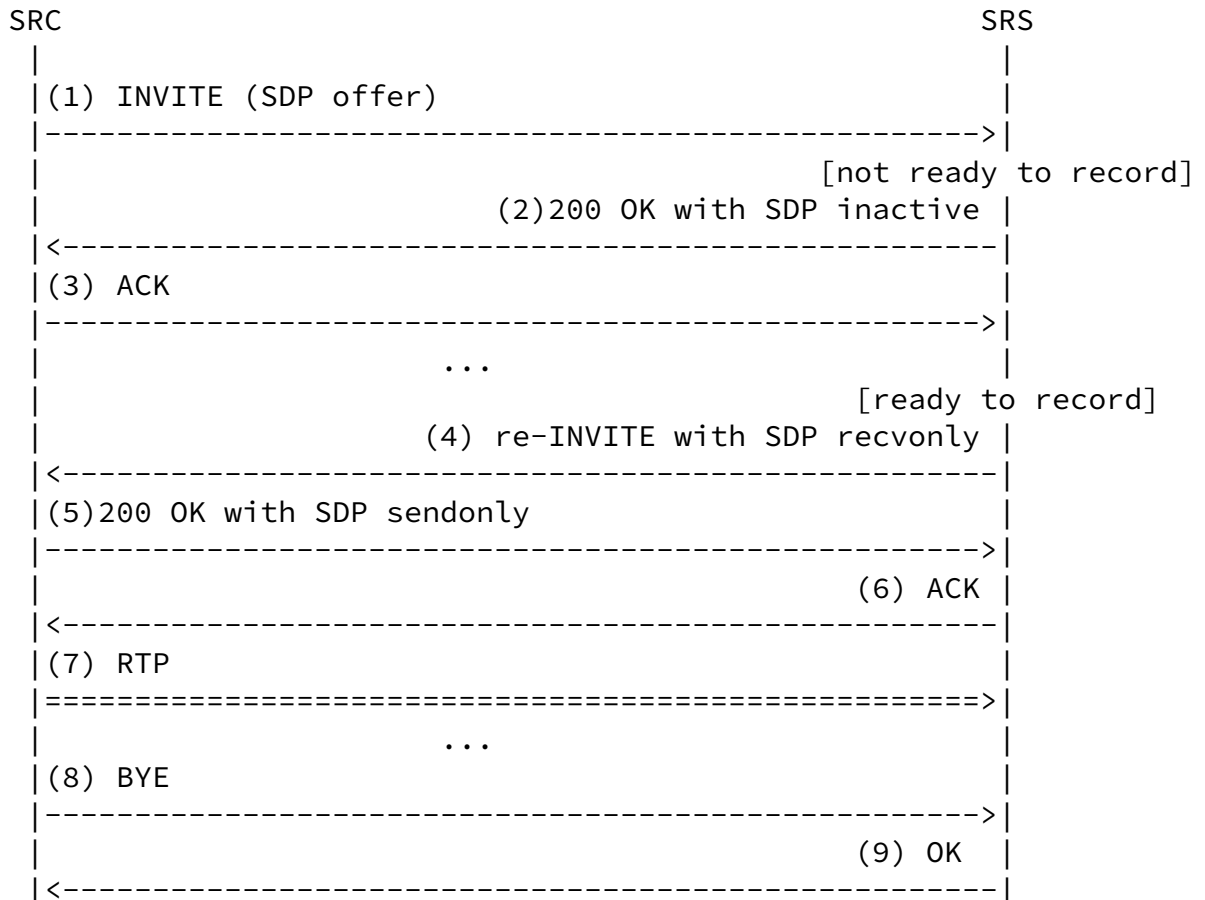 SRC SRS
(1) INVITE (SDP offer)
[not ready to record]
(2)200 OK with SDP inactive
(3) ACK
...
[ready to record]
(4) re-INVITE with SDP recvonly
(5)200 OK with SDP sendonly
(6) ACK
(7) RTP
...
(8) BYE
(9) OK